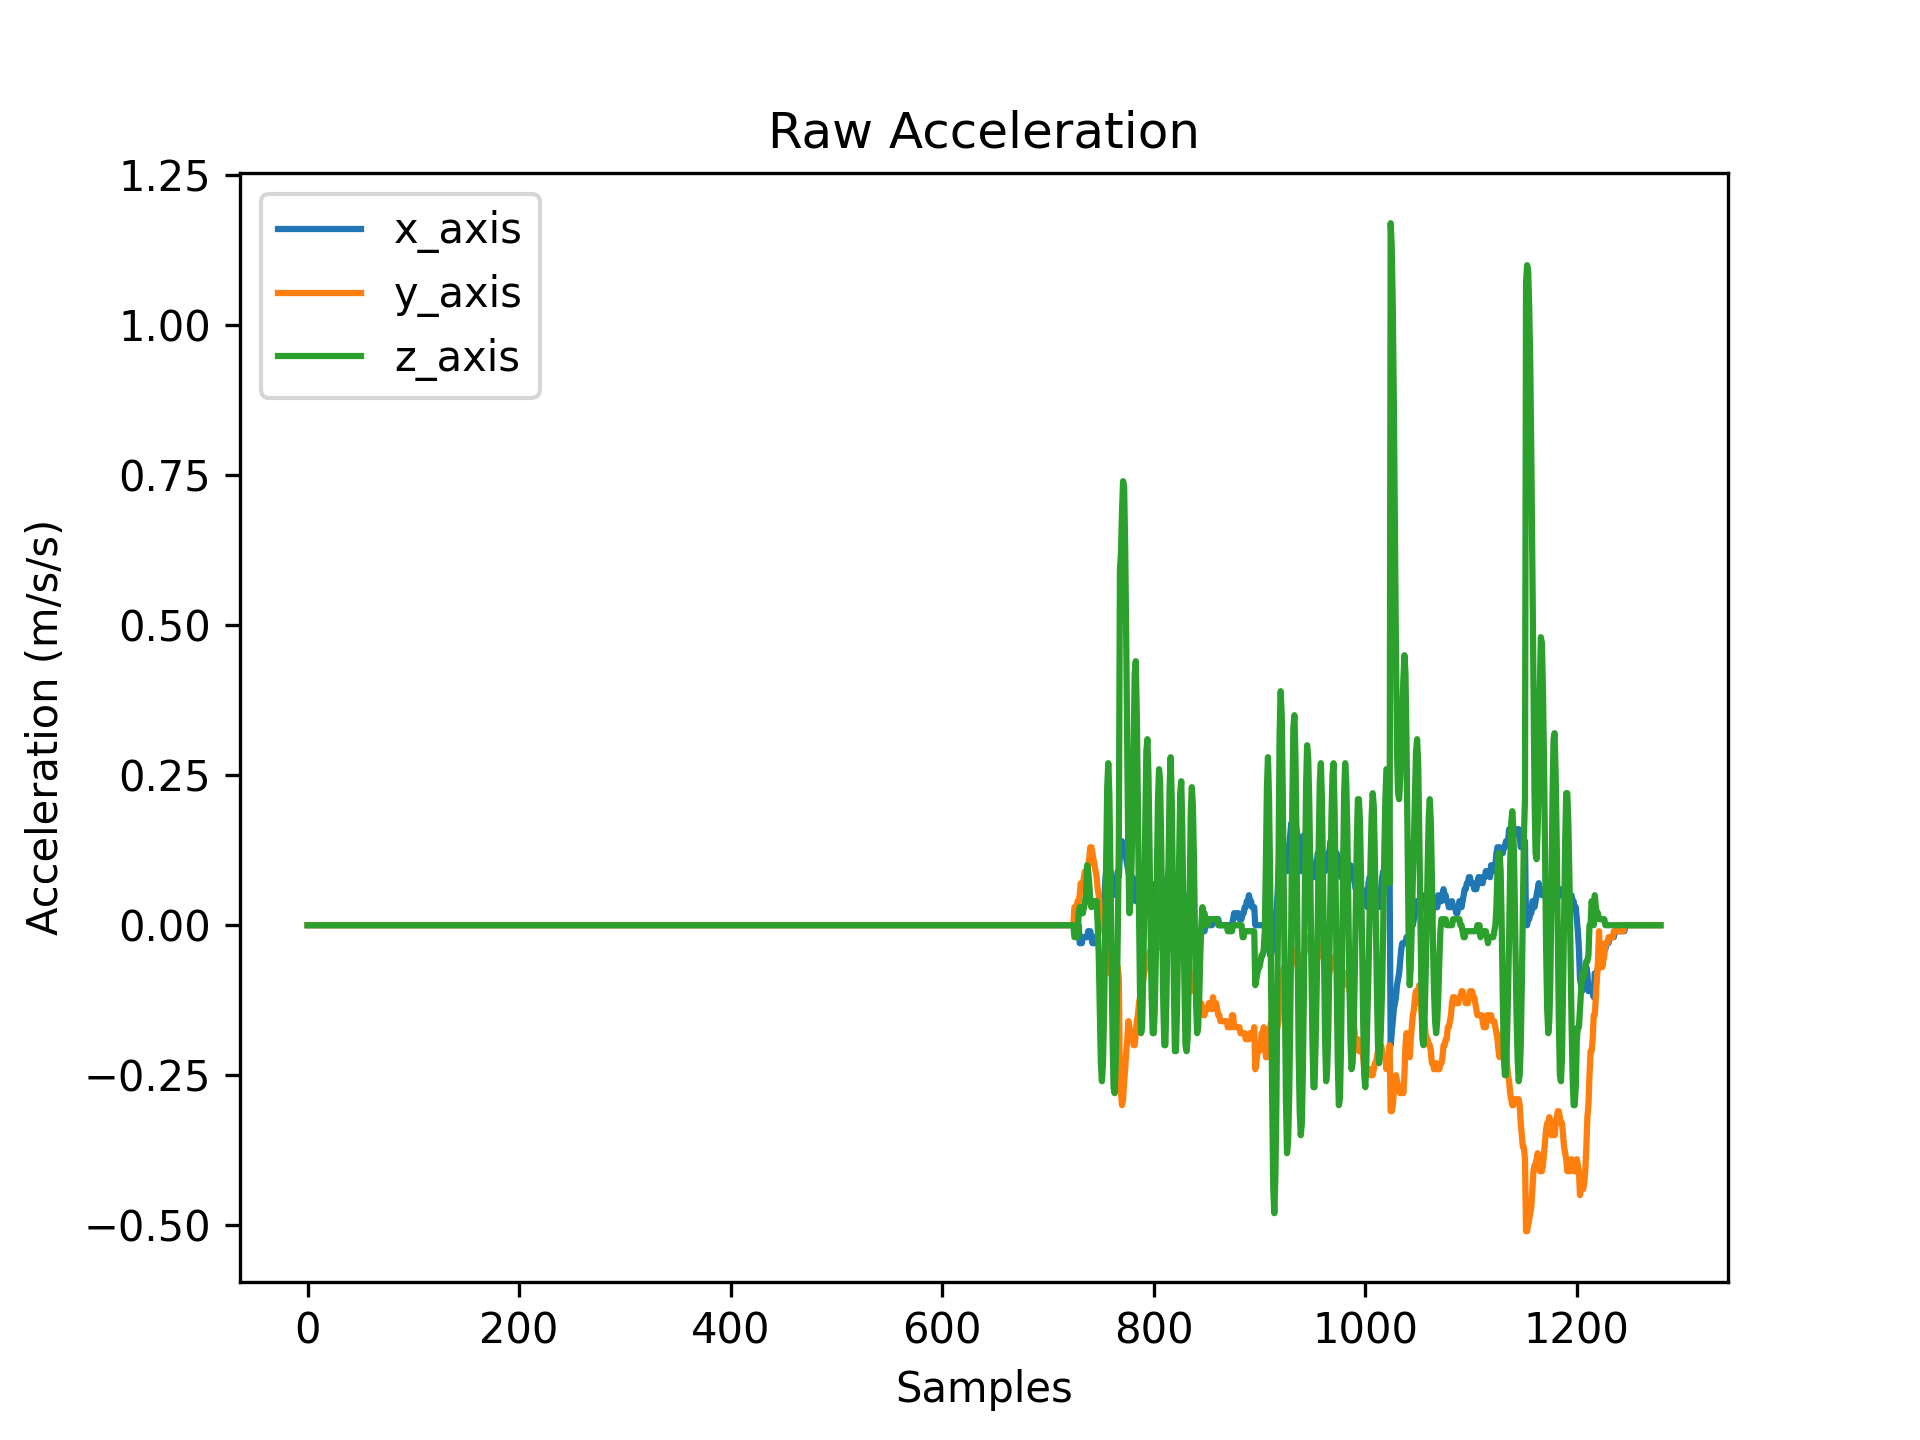 Raw Acceleration
1.25
1.00
0.75
0.50
0.25
0.00
−0.25
−0.50
Acceleration (m/s/s)
x_axis
y_axis
z_axis
0 200 400 600 800 1000 1200
Samples